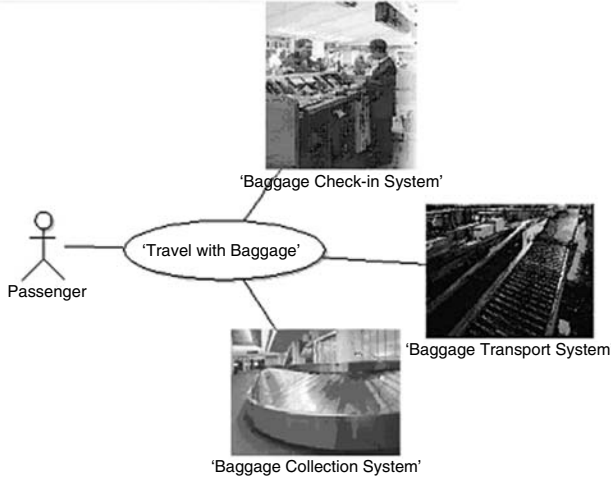 ‘Baggage Check-in System’
‘Travel with Baggage’
Passenger
‘Baggage Transport System
‘Baggage Collection System’